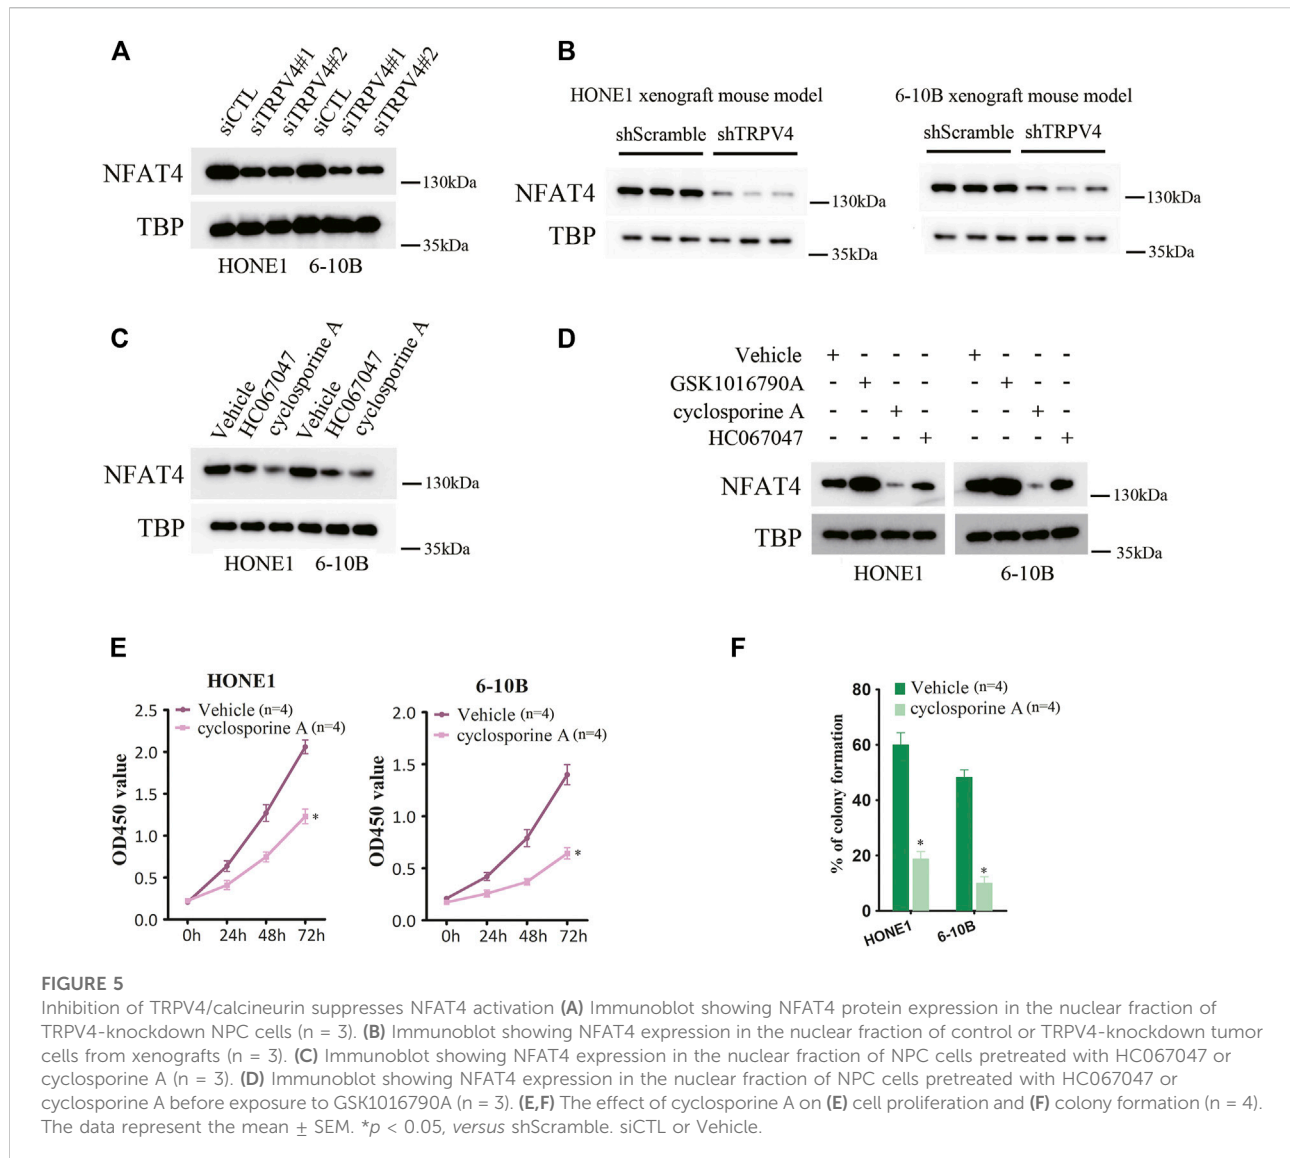 A
siCTL
siTRPV4#1
siTRPV4#2
siCTL
siTRPV4#1
siTRPV4#2
NFAT4
130kDa
TBP
35kDa
HONE1 6-10B
B
HONE1 xenograft mouse model
shScramble shTRPV4
NFAT4
130kDa
TBP
35kDa
6-10B xenograft mouse model
shScramble shTRPV4
130kDa
35kDa
C
Vehicle
HC067047
cyclosporine A
Vehicle
HC067047
cyclosporine A
NFAT4
130kDa
TBP
35kDa
HONE1 6-10B
D
Vehicle + - - - + - - -
GSK1016790A - + - - - + - -
cyclosporine A - - + - - - + -
HC067047 - - - + - - - +
NFAT4
130kDa
TBP
35kDa
HONE1 6-10B
E
HONE1
Vehicle (n=4)
cyclosporine A (n=4)
OD450 value
2.5
2.0
1.5
1.0
0.5
0.0
*
0h 24h 48h 72h
6-10B
Vehicle (n=4)
cyclosporine A (n=4)
OD450 value
2.0
1.5
1.0
0.5
0.0
*
0h 24h 48h 72h
F
Vehicle (n=4)
cyclosporine A (n=4)
% of colony formation
80
60
40
20
0
*
*
HONE1
6-10B
FIGURE 5
Inhibition of TRPV4/calcineurin suppresses NFAT4 activation (A) Immunoblot showing NFAT4 protein expression in the nuclear fraction of
TRPV4-knockdown NPC cells (n = 3). (B) Immunoblot showing NFAT4 expression in the nuclear fraction of control or TRPV4-knockdown tumor
cells from xenografts (n = 3). (C) Immunoblot showing NFAT4 expression in the nuclear fraction of NPC cells pretreated with HC067047 or
cyclosporine A (n = 3). (D) Immunoblot showing NFAT4 expression in the nuclear fraction of NPC cells pretreated with HC067047 or
cyclosporine A before exposure to GSK1016790A (n = 3). (E,F) The effect of cyclosporine A on (E) cell proliferation and (F) colony formation (n = 4).
The data represent the mean ± SEM. *p < 0.05, versus shScramble. siCTL or Vehicle.